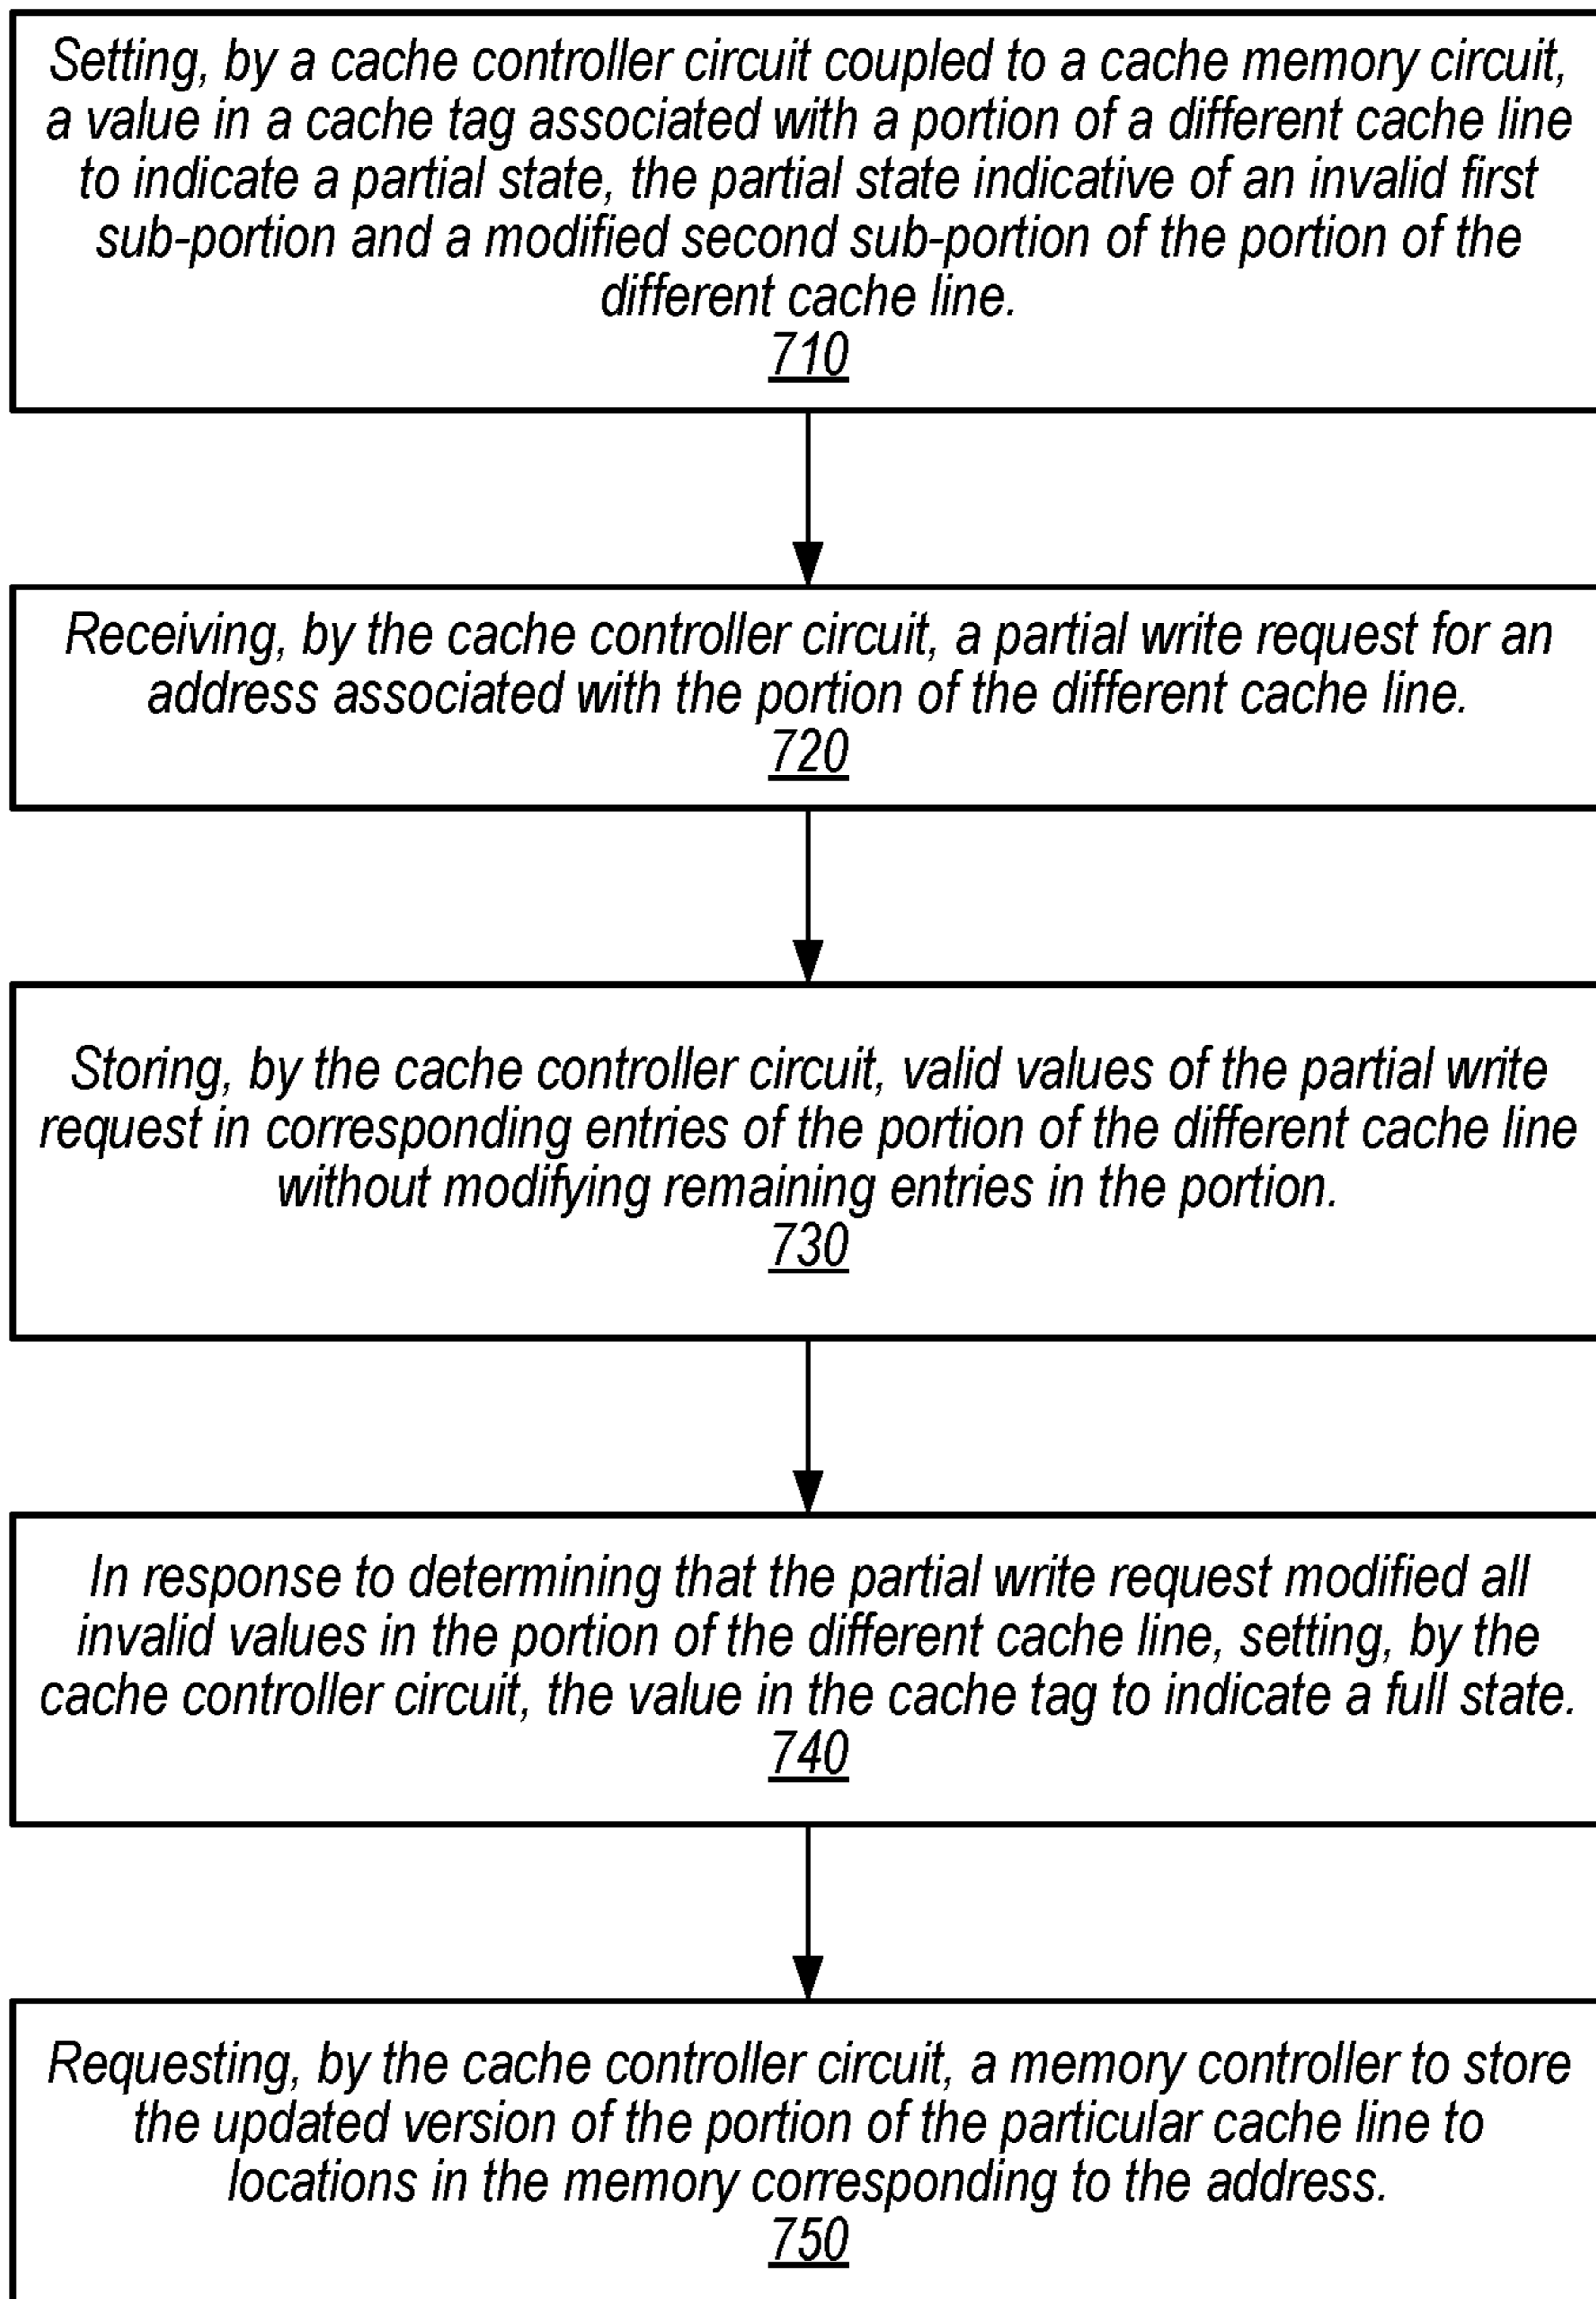 Setting, by a cache controller circuit coupled to a cache memory circuit,
a value in a cache tag associated with a portion of a different cache line
to indicate a partial state, the partial state indicative of an invalid first
sub-portion and a modified second sub-portion of the portion of the
different cache line.
710
Receiving, by the cache controller circuit, a partial write request for an
address associated with the portion of the different cache line.
720
Storing, by the cache controller circuit, valid values of the partial write
request in corresponding entries of the portion of the different cache line
without modifying remaining entries in the portion.
730
In response to determining that the partial write request modified all
invalid values in the portion of the different cache line, setting, by the
cache controller circuit, the value in the cache tag to indicate a full state.
740
Requesting, by the cache controller circuit, a memory controller to store
the updated version of the portion of the particular cache line to
locations in the memory corresponding to the address.
750